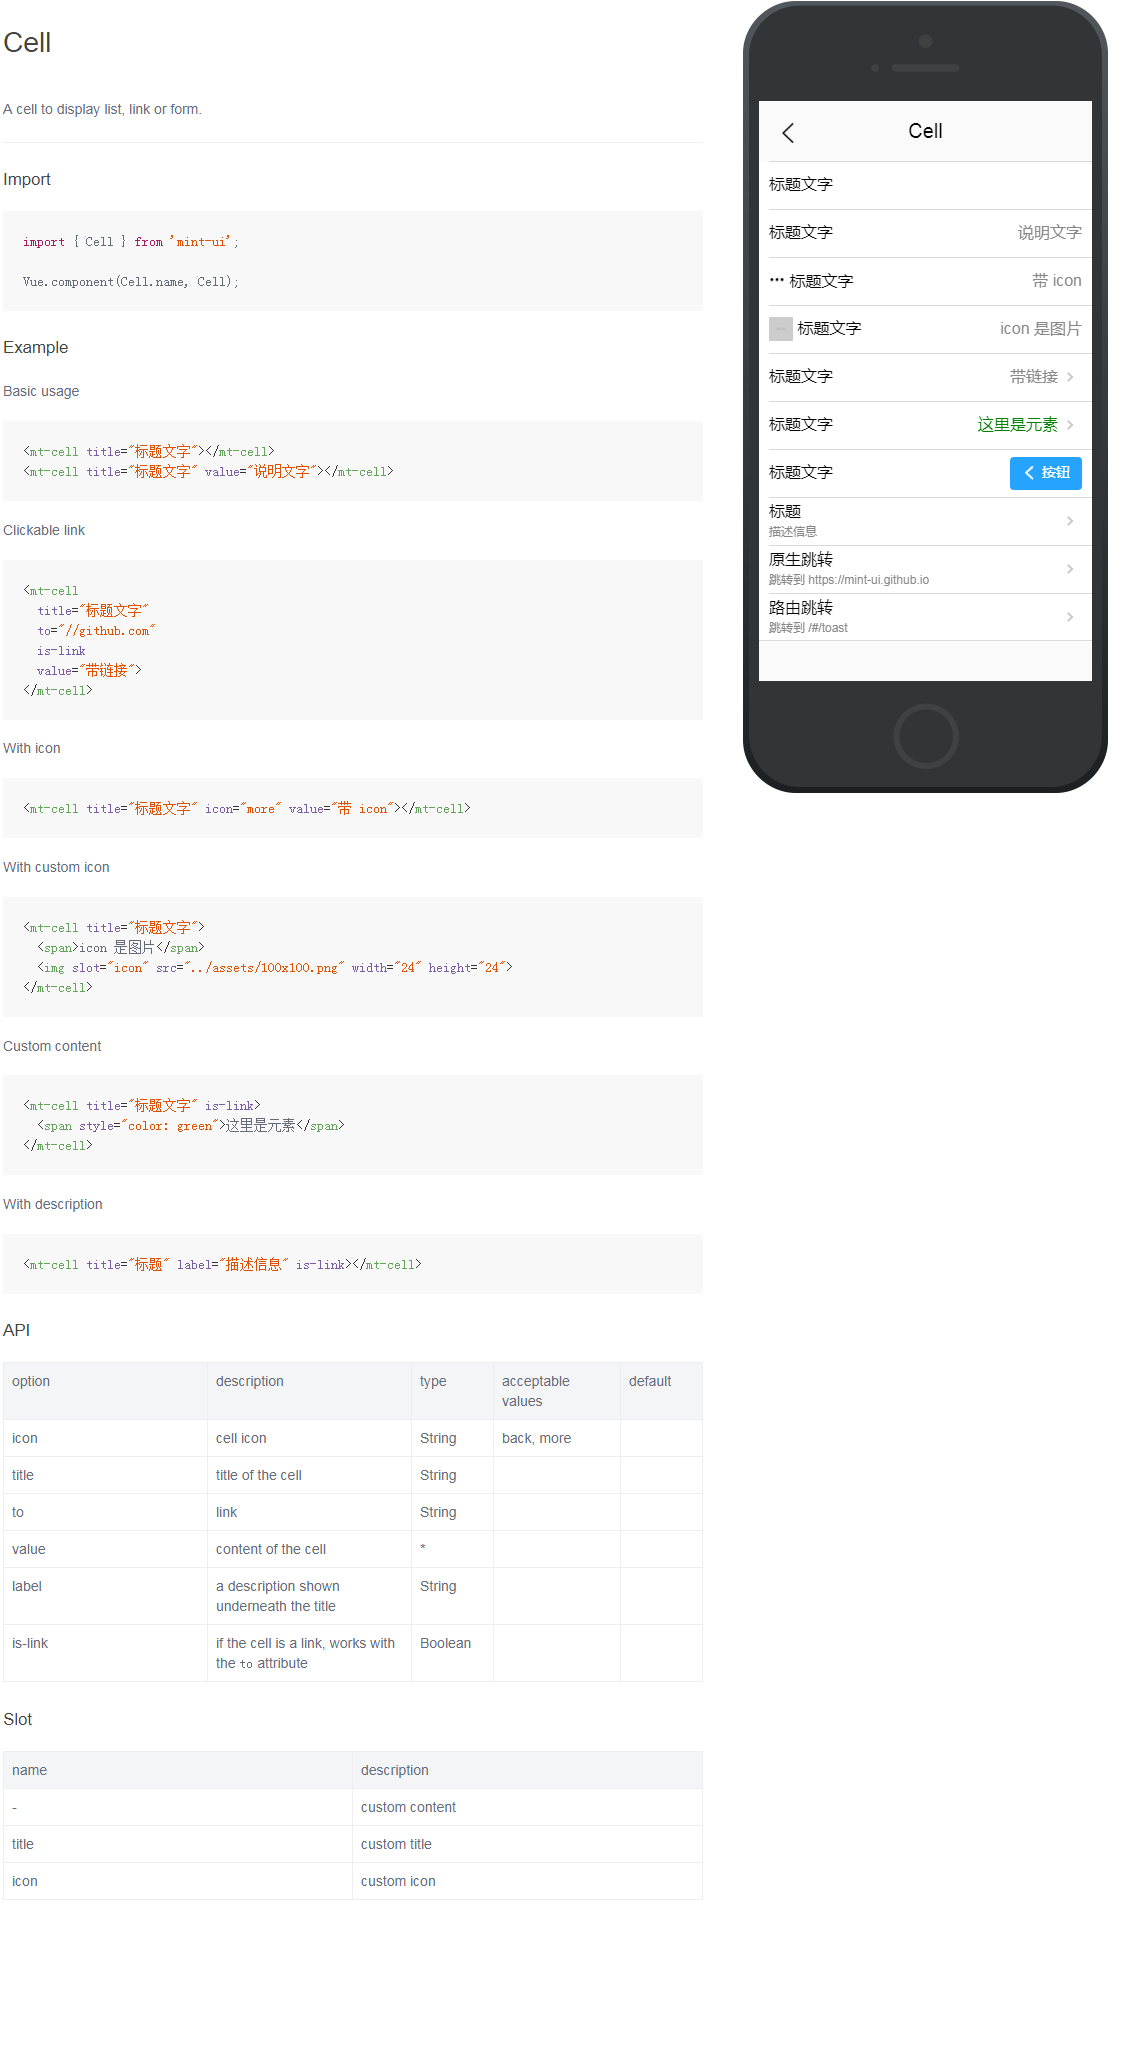 Cell
A cell to display list, link or form.
Import
import { Cell } from 'mint-ui';
Vue.component(Cell.name, Cell);
Example
Basic usage
<mt-cell title="标题文字"></mt-cell>
<mt-cell title="标题文字" value="说明文字"></mt-cell>
Clickable link
<mt-cell
  title="标题文字"
  to="//github.com"
  is-link
  value="带链接">
</mt-cell>
With icon
<mt-cell title="标题文字" icon="more" value="带 icon"></mt-cell>
With custom icon
<mt-cell title="标题文字">
  <span>icon 是图片</span>
  <img slot="icon" src="../assets/100x100.png" width="24" height="24">
</mt-cell>
Custom content
<mt-cell title="标题文字" is-link>
  <span style="color: green">这里是元素</span>
</mt-cell>
With description
<mt-cell title="标题" label="描述信息" is-link></mt-cell>
API
option description type acceptable values default
icon cell icon String back, more
title title of the cell String
to link String
value content of the cell *
label a description shown underneath the title String
is-link if the cell is a link, works with the to attribute Boolean
Slot
name description
- custom content
title custom title
icon custom icon
Cell
标题文字
标题文字 说明文字
标题文字 带 icon
标题文字 icon 是图片
标题文字 带链接
标题文字 这里是元素
标题文字 按钮
标题
描述信息
原生跳转
跳转到 https://mint-ui.github.io
路由跳转
跳转到 /#/toast